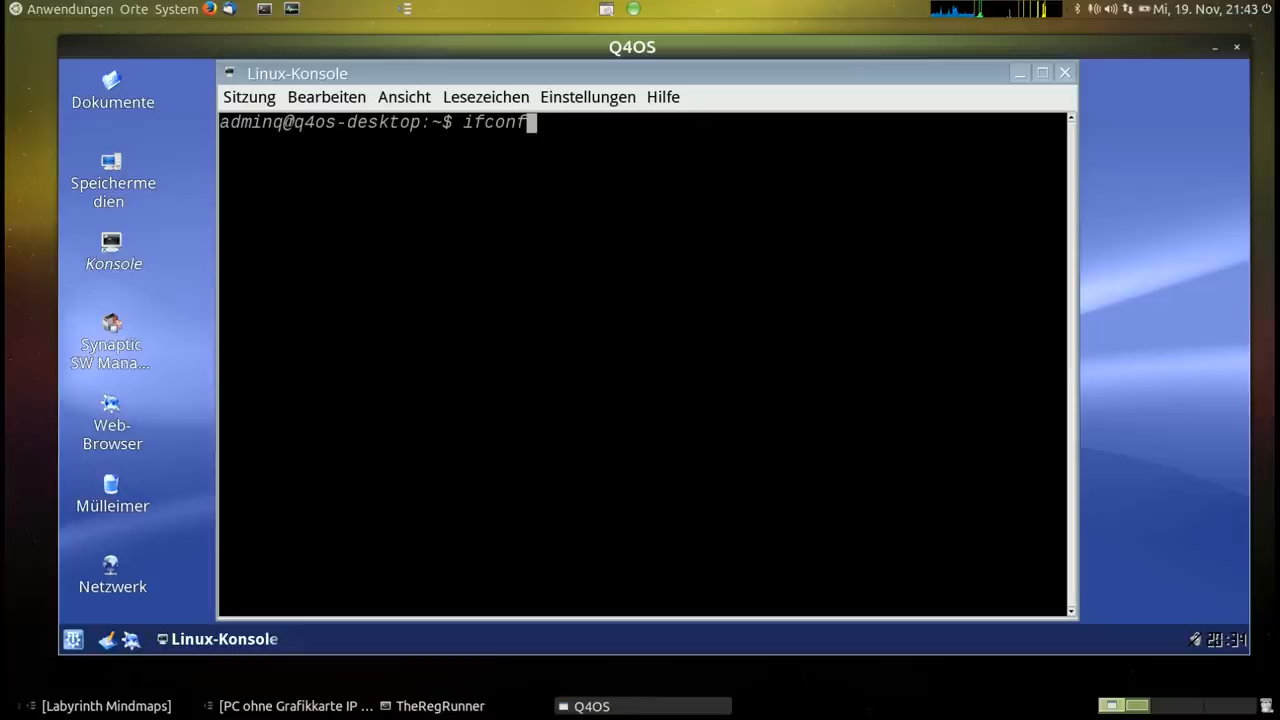 Anwendungen Orte System
Mi, 19. Nov, 21:43
Q4OS
Linux-Konsole
Sitzung Bearbeiten Ansicht Lesezeichen Einstellungen Hilfe
adminq@q4os-desktop:~$ ifconf
Dokumente
Speicherme
dien
Konsole
Synaptic
SW Mana...
Web-
Browser
Mülleimer
Netzwerk
Linux-Konsole
[Labyrinth Mindmaps] [PC ohne Grafikkarte IP ... TheRegRunner Q4OS